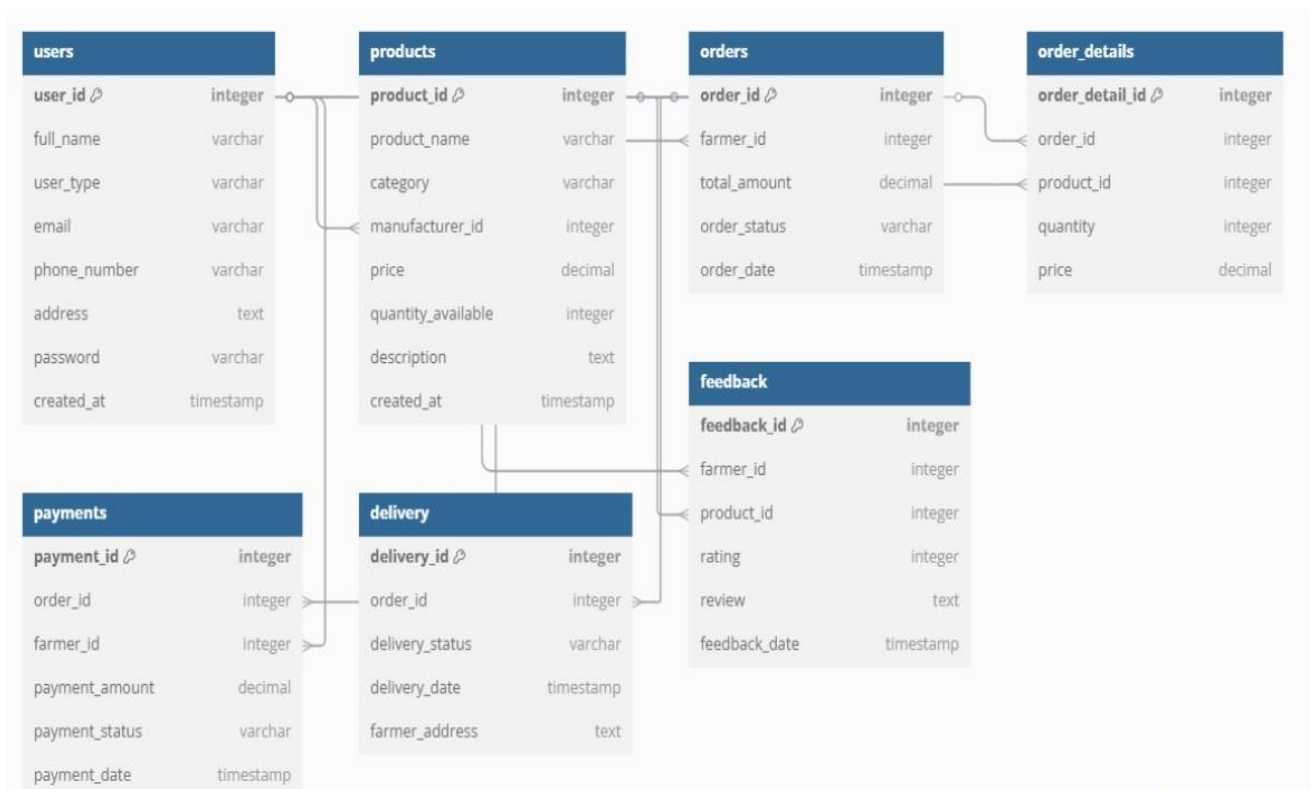 users
user_id integer
full_name varchar
user_type varchar
email varchar
phone_number varchar
address text
password varchar
created_at timestamp
products
product_id integer
product_name varchar
category varchar
manufacturer_id integer
price decimal
quantity_available integer
description text
created_at timestamp
orders
order_id integer
farmer_id integer
total_amount decimal
order_status varchar
order_date timestamp
order_details
order_detail_id integer
order_id integer
product_id integer
quantity integer
price decimal
feedback
feedback_id integer
farmer_id integer
product_id integer
rating integer
review text
feedback_date timestamp
payments
payment_id integer
order_id integer
farmer_id integer
payment_amount decimal
payment_status varchar
payment_date timestamp
delivery
delivery_id integer
order_id integer
delivery_status varchar
delivery_date timestamp
farmer_address text